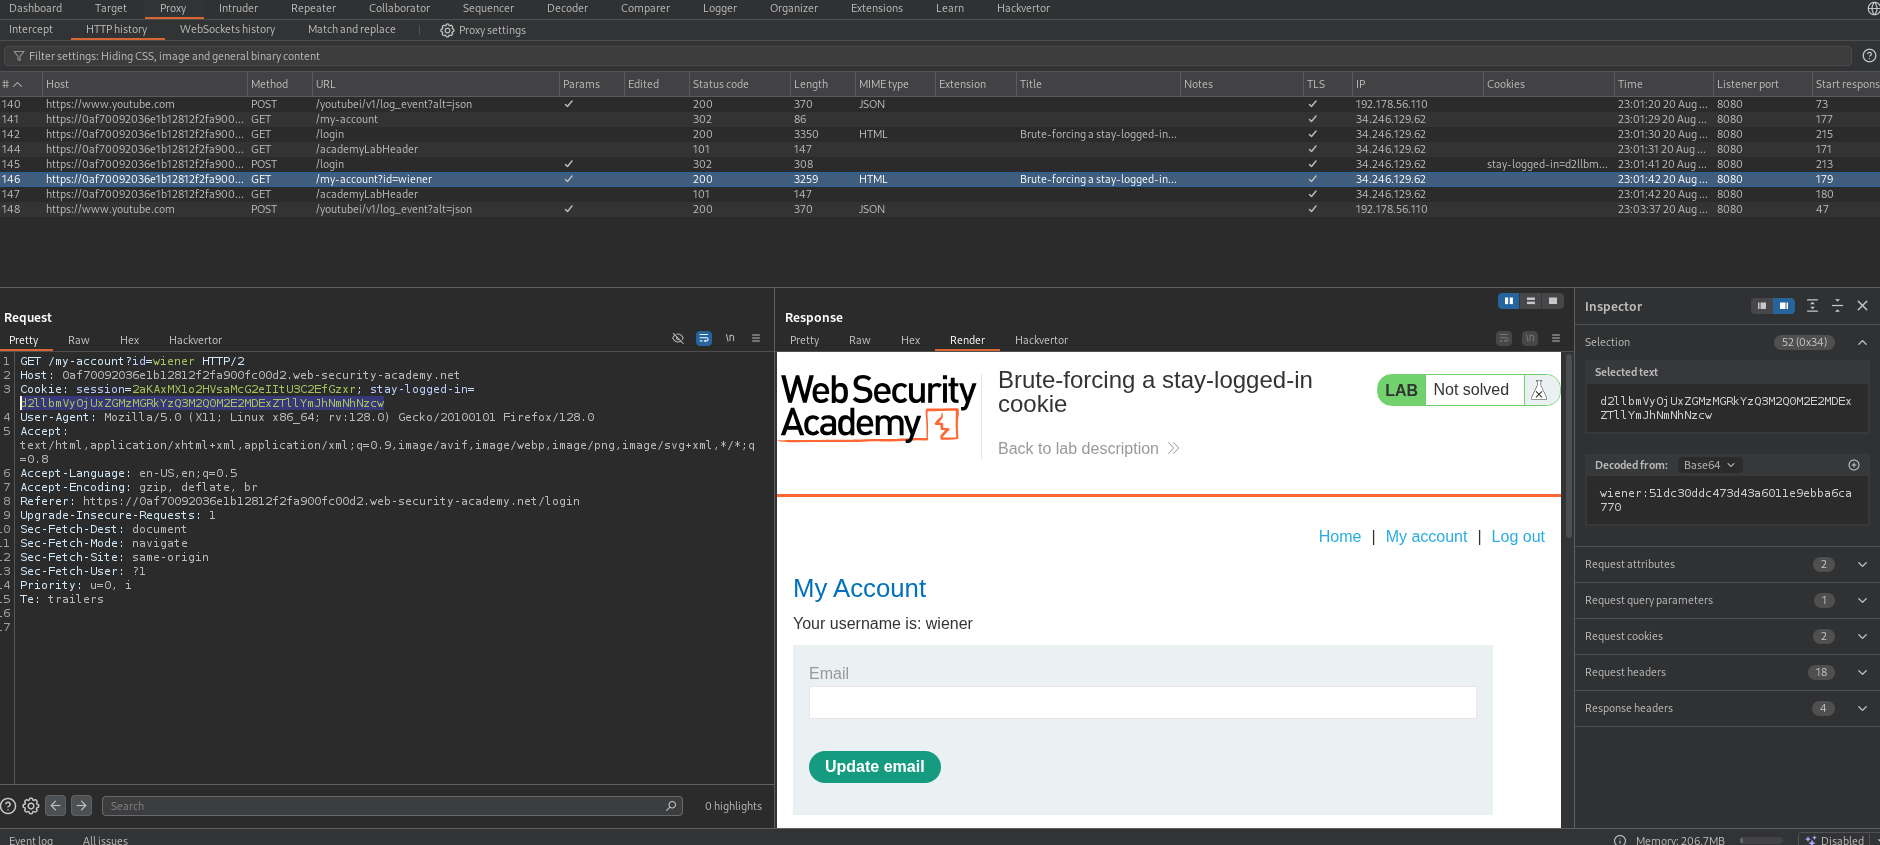 Dashboard Target Proxy Intruder Repeater Collaborator Sequencer Decoder Comparer Logger Organizer Extensions Learn Hackvertor
Intercept HTTP history WebSockets history Match and replace Proxy settings
Filter settings: Hiding CSS, image and general binary content
# Host Method URL Params Edited Status code Length MIME type Extension Title Notes TLS IP Cookies Time Listener port Start respons
140 https://www.youtube.com POST /youtubei/v1/log_event?alt=json ✓ 200 370 JSON ✓ 192.178.56.110 23:01:20 20 Aug ... 8080 73
141 https://0af70092036e1b12812f2fa900... GET /my-account 302 86 ✓ 34.246.129.62 23:01:29 20 Aug ... 8080 177
142 https://0af70092036e1b12812f2fa900... GET /login 200 3350 HTML Brute-forcing a stay-logged-in... ✓ 34.246.129.62 23:01:30 20 Aug ... 8080 215
144 https://0af70092036e1b12812f2fa900... GET /academyLabHeader 101 147 ✓ 34.246.129.62 23:01:31 20 Aug ... 8080 171
145 https://0af70092036e1b12812f2fa900... POST /login ✓ 302 308 ✓ 34.246.129.62 stay-logged-in=d2llbm... 23:01:41 20 Aug ... 8080 213
146 https://0af70092036e1b12812f2fa900... GET /my-account?id=wiener ✓ 200 3259 HTML Brute-forcing a stay-logged-in... ✓ 34.246.129.62 23:01:42 20 Aug ... 8080 179
147 https://0af70092036e1b12812f2fa900... GET /academyLabHeader 101 147 ✓ 34.246.129.62 23:01:42 20 Aug ... 8080 180
148 https://www.youtube.com POST /youtubei/v1/log_event?alt=json ✓ 200 370 JSON ✓ 192.178.56.110 23:03:37 20 Aug ... 8080 47
Request
Pretty Raw Hex Hackvertor \n
1 GET /my-account?id=wiener HTTP/2
2 Host: 0af70092036e1b12812f2fa900fc00d2.web-security-academy.net
3 Cookie: session=2aKAxMX1o2HVsaMcG2eIItU3C2EfGzxr; stay-logged-in=
d2llbmVyOjUxZGMzMGRkYzQ3M2Q0M2E2MDExZTllYmJhNmNhNzcw
4 User-Agent: Mozilla/5.0 (X11; Linux x86_64; rv:128.0) Gecko/20100101 Firefox/128.0
5 Accept:
text/html,application/xhtml+xml,application/xml;q=0.9,image/avif,image/webp,image/png,image/svg+xml,*/*;q
=0.8
6 Accept-Language: en-US,en;q=0.5
7 Accept-Encoding: gzip, deflate, br
8 Referer: https://0af70092036e1b12812f2fa900fc00d2.web-security-academy.net/login
9 Upgrade-Insecure-Requests: 1
10 Sec-Fetch-Dest: document
11 Sec-Fetch-Mode: navigate
12 Sec-Fetch-Site: same-origin
13 Sec-Fetch-User: ?1
14 Priority: u=0, i
15 Te: trailers
16
17
Search 0 highlights
Response
Pretty Raw Hex Render Hackvertor \n
Web Security
Academy
Brute-forcing a stay-logged-in
cookie
LAB Not solved
Back to lab description
Home | My account | Log out
My Account
Your username is: wiener
Email
Update email
Inspector
Selection 52 (0x34)
Selected text
d2llbmVyOjUxZGMzMGRkYzQ3M2Q0M2E2MDEx
ZTllYmJhNmNhNzcw
Decoded from: Base64
wiener:51dc30ddc473d43a6011e9ebba6ca
770
Request attributes 2
Request query parameters 1
Request cookies 2
Request headers 18
Response headers 4
Event log All issues Memory: 206.7MB Disabled